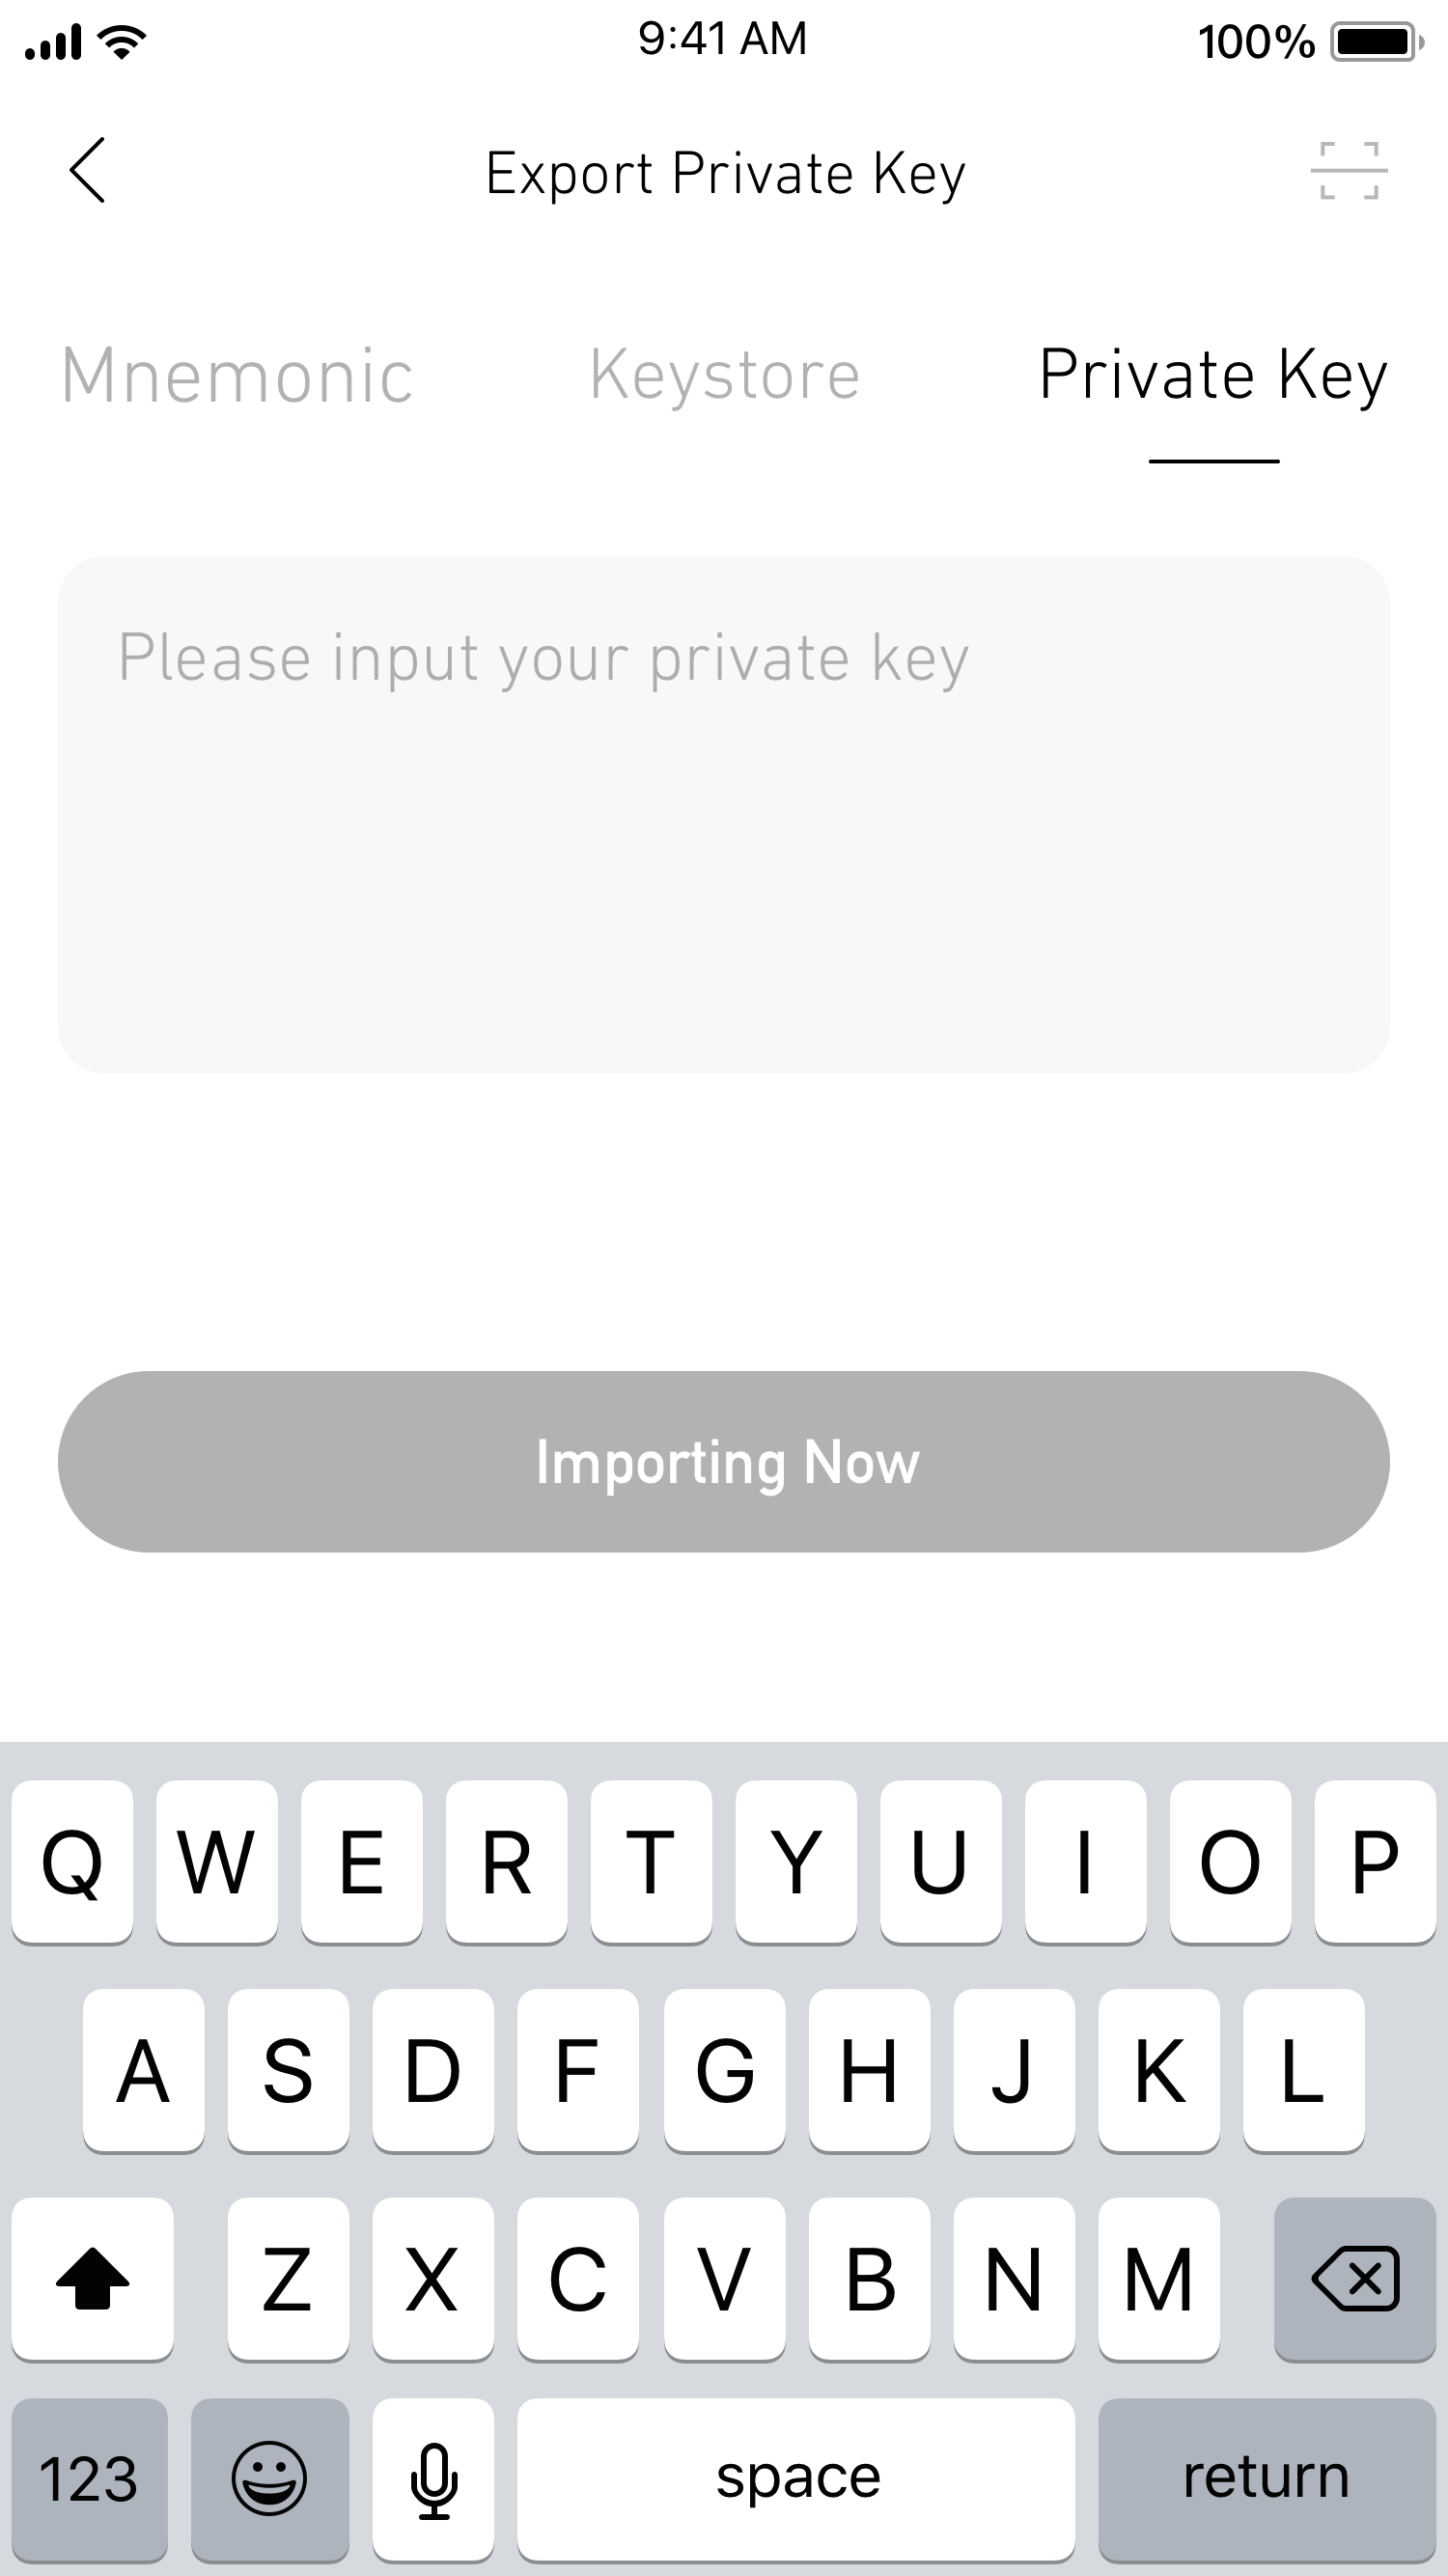 9:41 AM 100%
Export Private Key
Mnemonic Keystore Private Key
Please input your private key
Importing Now
Q W E R T Y U I O P
A S D F G H J K L
Z X C V B N M
123 space return